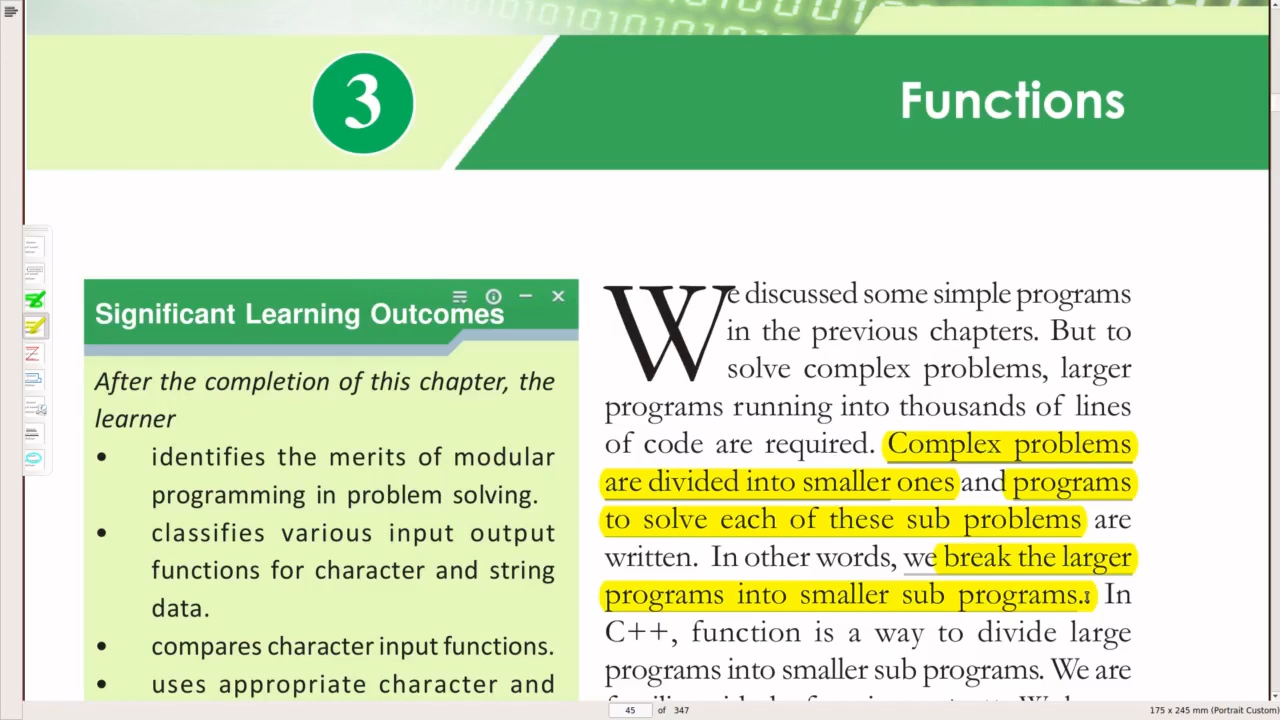 3
Functions
Significant Learning Outcomes
After the completion of this chapter, the
learner
• identifies the merits of modular
programming in problem solving.
• classifies various input output
functions for character and string
data.
• compares character input functions.
• uses appropriate character and
We discussed some simple programs
in the previous chapters. But to
solve complex problems, larger
programs running into thousands of lines
of code are required. Complex problems
are divided into smaller ones and programs
to solve each of these sub problems are
written. In other words, we break the larger
programs into smaller sub programs. In
C++, function is a way to divide large
programs into smaller sub programs. We are
45 of 347
175 x 245 mm (Portrait Custom)